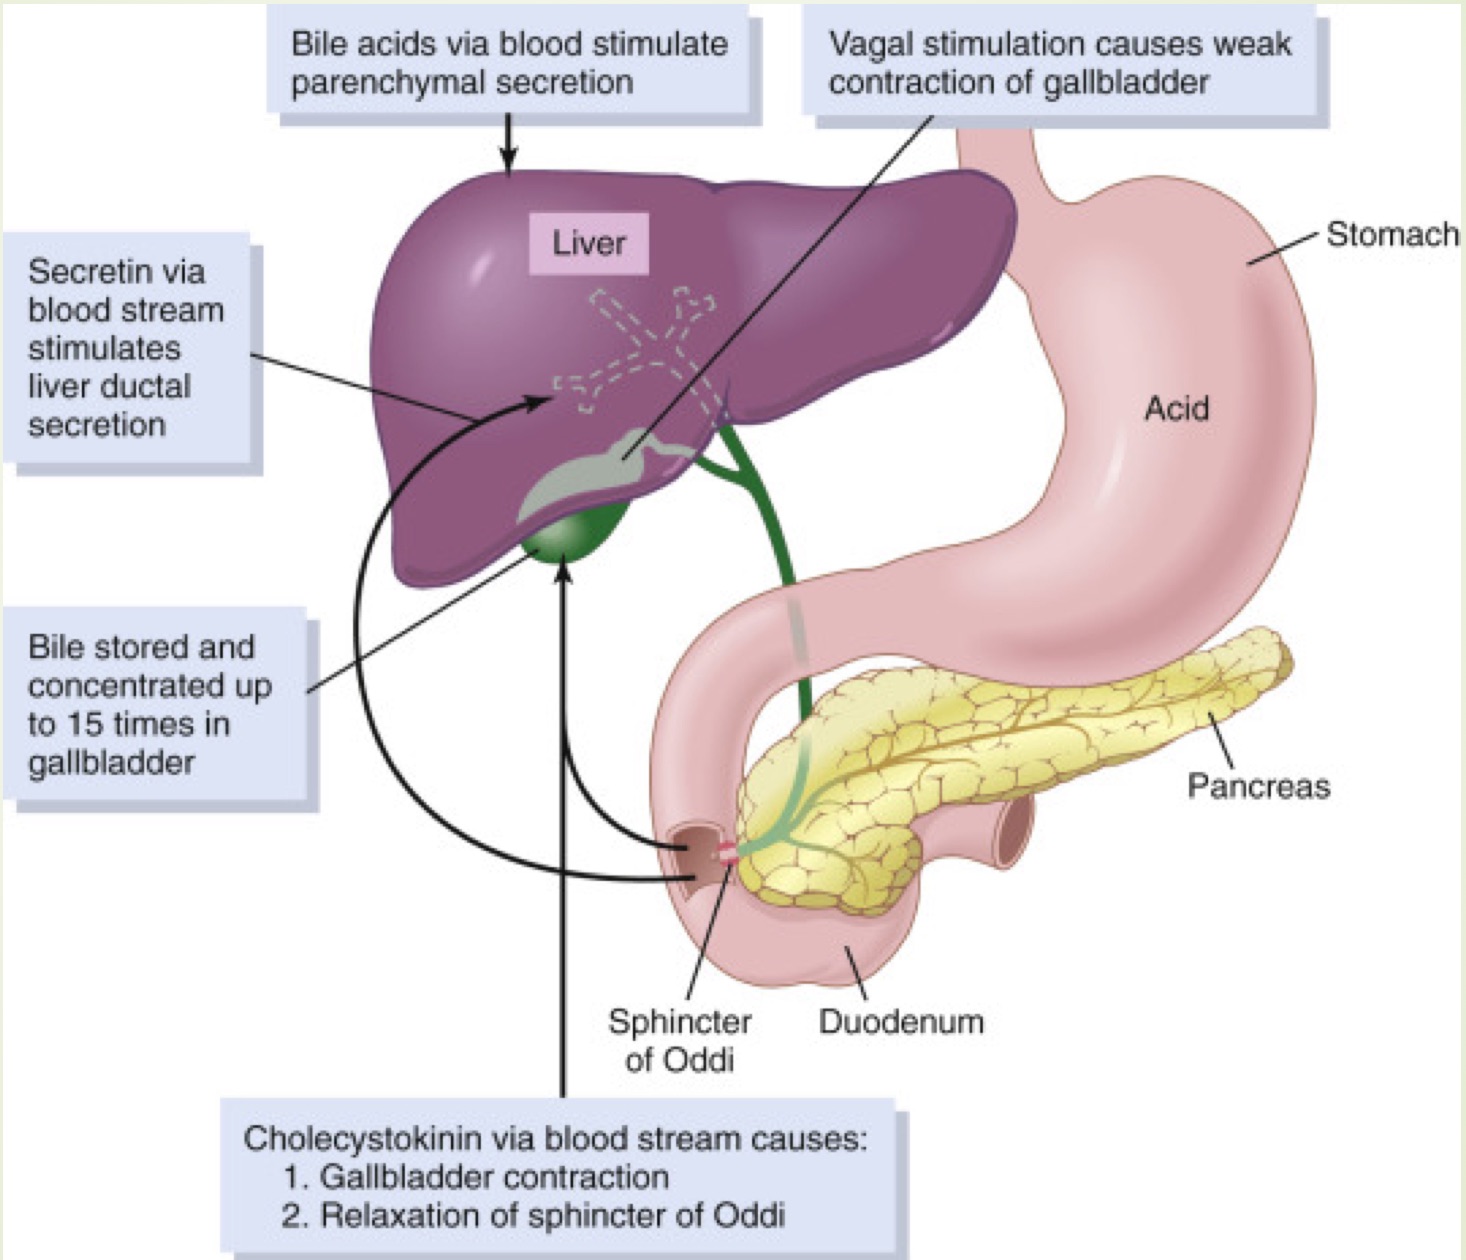 Bile acids via blood stimulate
parenchymal secretion
Vagal stimulation causes weak
contraction of gallbladder
Liver
Stomach
Secretin via
blood stream
stimulates
liver ductal
secretion
Acid
Bile stored and
concentrated up
to 15 times in
gallbladder
Pancreas
Sphincter
of Oddi
Duodenum
Cholecystokinin via blood stream causes:
1. Gallbladder contraction
2. Relaxation of sphincter of Oddi